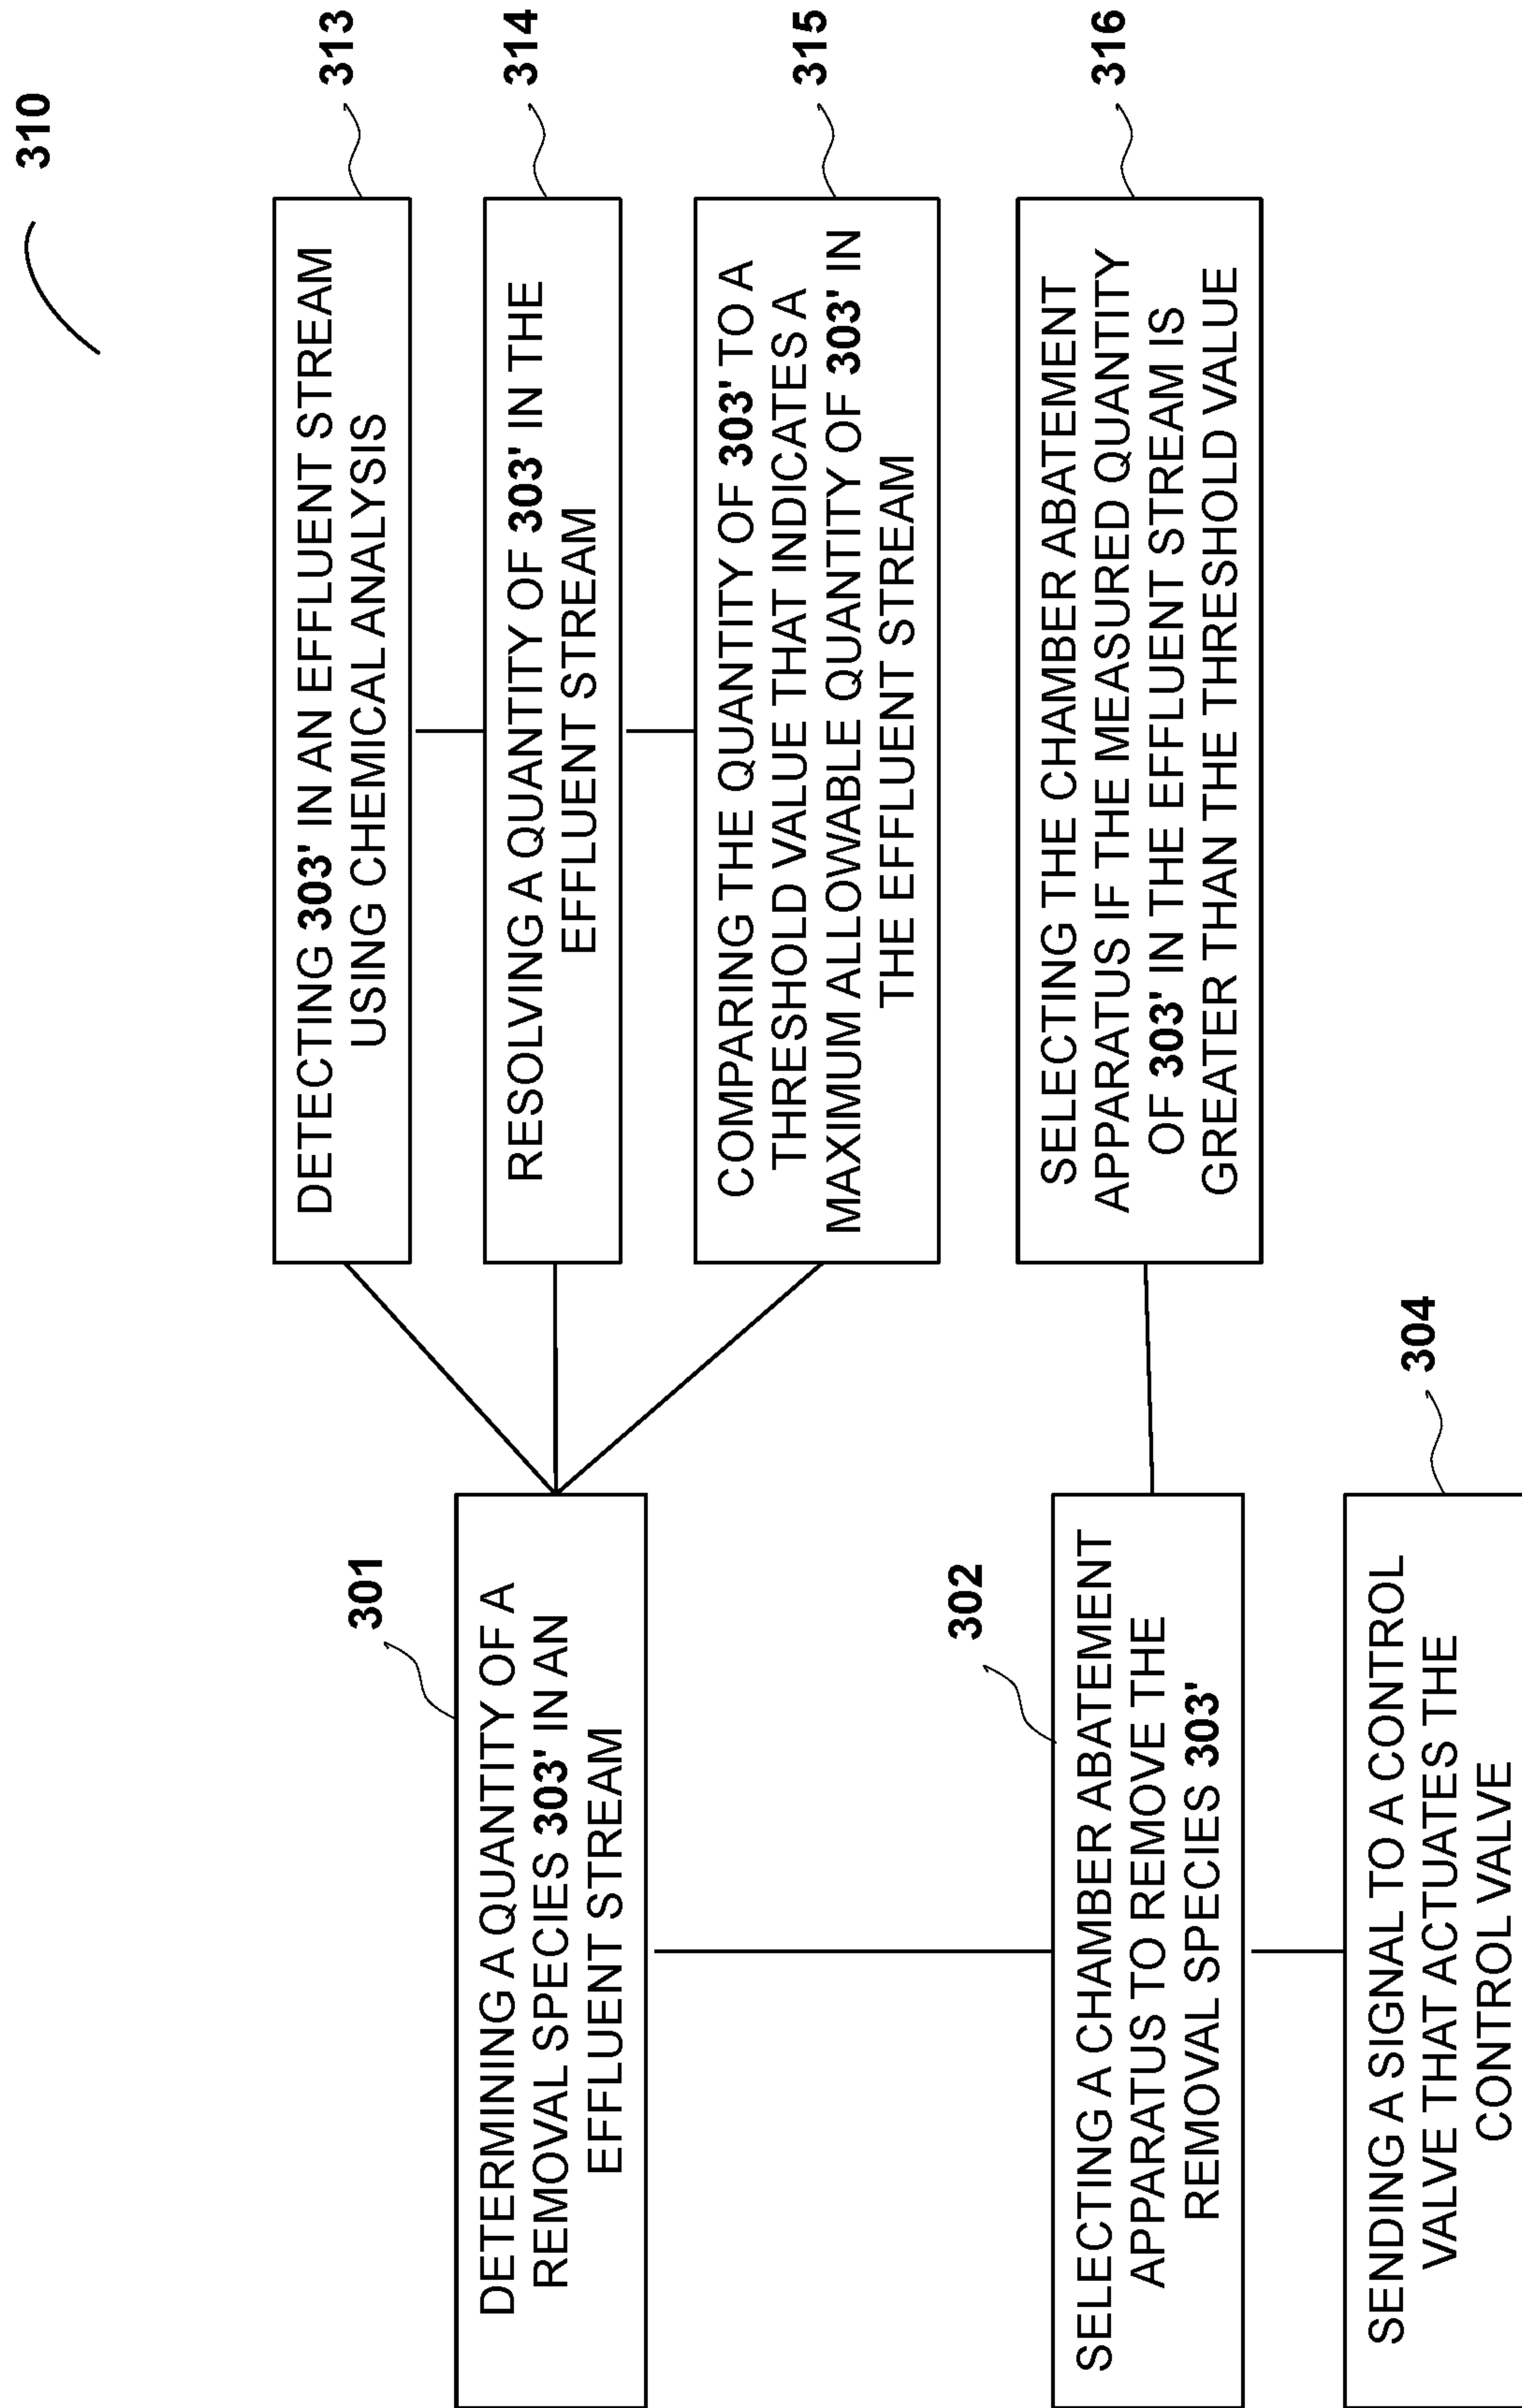 310
301
DETERMINING A QUANTITY OF A
REMOVAL SPECIES 303' IN AN
EFFLUENT STREAM
302
SELECTING A CHAMBER ABATEMENT
APPARATUS TO REMOVE THE
REMOVAL SPECIES 303'
304
SENDING A SIGNAL TO A CONTROL
VALVE THAT ACTUATES THE
CONTROL VALVE
313
DETECTING 303' IN AN EFFLUENT STREAM
USING CHEMICAL ANALYSIS
314
RESOLVING A QUANTITY OF 303' IN THE
EFFLUENT STREAM
315
COMPARING THE QUANTITY OF 303' TO A
THRESHOLD VALUE THAT INDICATES A
MAXIMUM ALLOWABLE QUANTITY OF 303' IN
THE EFFLUENT STREAM
316
SELECTING THE CHAMBER ABATEMENT
APPARATUS IF THE MEASURED QUANTITY
OF 303' IN THE EFFLUENT STREAM IS
GREATER THAN THE THRESHOLD VALUE